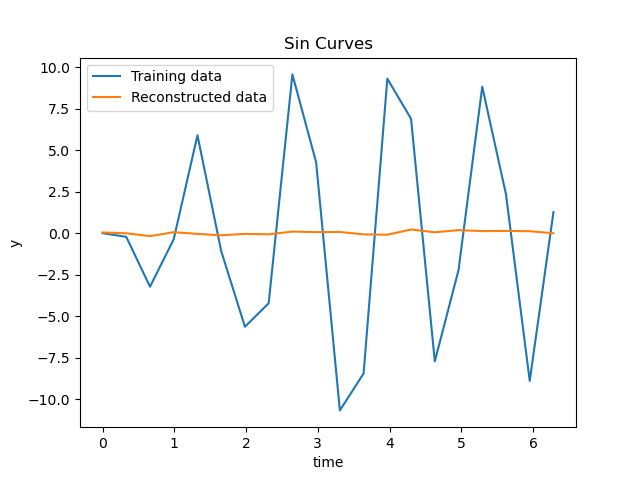 Sin Curves
Training data
Reconstructed data
10.0
7.5
5.0
2.5
0.0
−2.5
−5.0
−7.5
−10.0
y
0 1 2 3 4 5 6
time